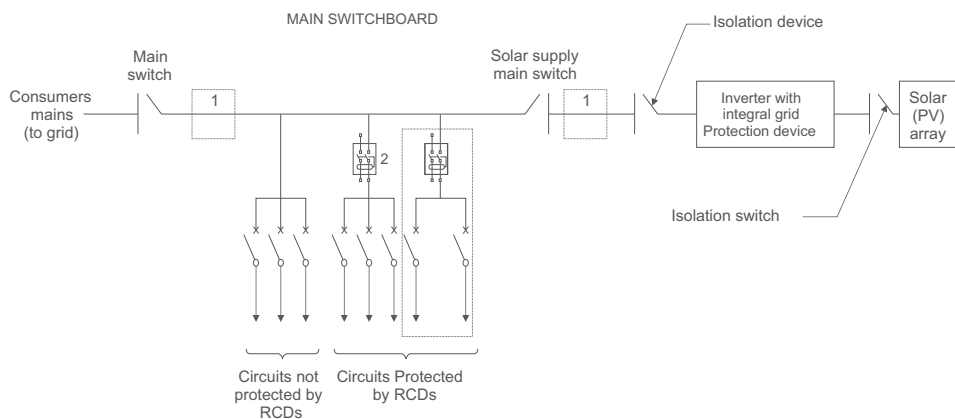 MAIN SWITCHBOARD
Isolation device
Main
switch
Solar supply
main switch
Consumers
mains
(to grid)
1
1
Inverter with
integral grid
Protection device
Solar
(PV)
array
2
Isolation switch
Circuits not
protected by
RCDs
Circuits Protected
by RCDs